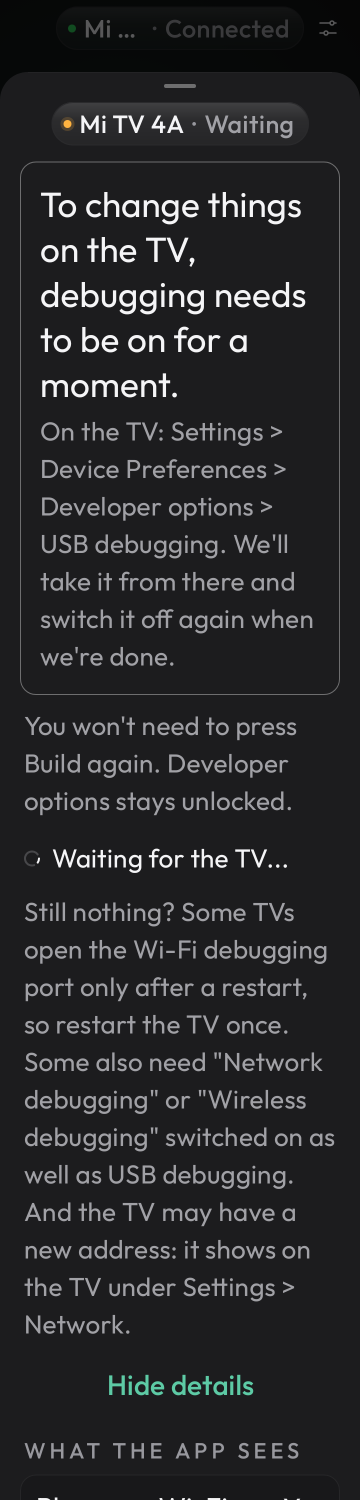 Mi ... · Connected
Mi TV 4A · Waiting
To change things
on the TV,
debugging needs
to be on for a
moment.
On the TV: Settings >
Device Preferences >
Developer options >
USB debugging. We'll
take it from there and
switch it off again when
we're done.
You won't need to press
Build again. Developer
options stays unlocked.
Waiting for the TV...
Still nothing? Some TVs
open the Wi-Fi debugging
port only after a restart,
so restart the TV once.
Some also need "Network
debugging" or "Wireless
debugging" switched on as
well as USB debugging.
And the TV may have a
new address: it shows on
the TV under Settings >
Network.
Hide details
WHAT THE APP SEES